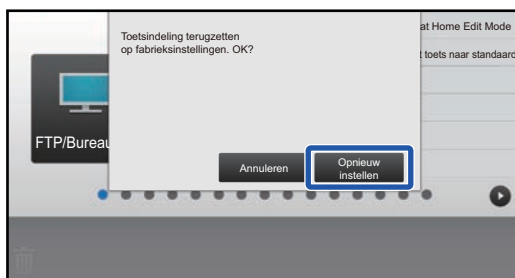 at Home Edit Mode
Toetsindeling terugzetten
op fabrieksinstellingen. OK?
t toets naar standaard
FTP/Bureau
Annuleren
Opnieuw
instellen